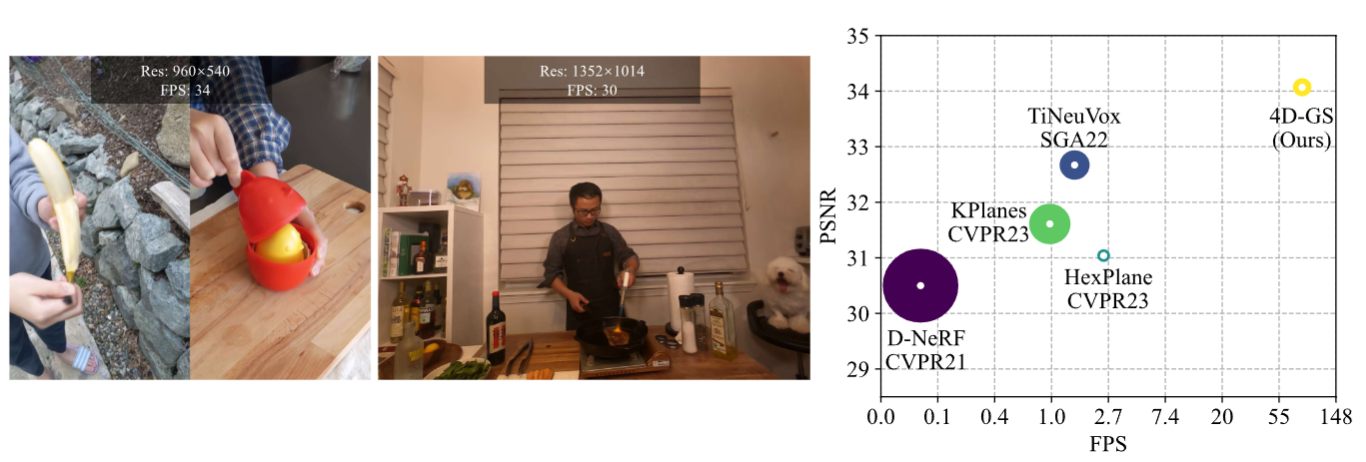 Res: 960×540
FPS: 34
Res: 1352×1014
FPS: 30
35
34
33
32
31
30
29
PSNR
0.0 0.1 0.4 1.0 2.7 7.4 20 55 148
FPS
TiNeuVox
SGA22
4D-GS
(Ours)
KPlanes
CVPR23
HexPlane
CVPR23
D-NeRF
CVPR21